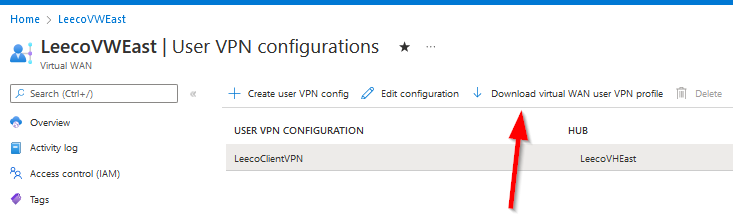 Home > LeecoVWEast >
LeecoVWEast | User VPN configurations ★ ...
Virtual WAN
Search (Ctrl+/) «
+ Create user VPN config Edit configuration ↓ Download virtual WAN user VPN profile Delete
Overview
Activity log
Access control (IAM)
Tags
USER VPN CONFIGURATION HUB
LeecoClientVPN LeecoVHEast